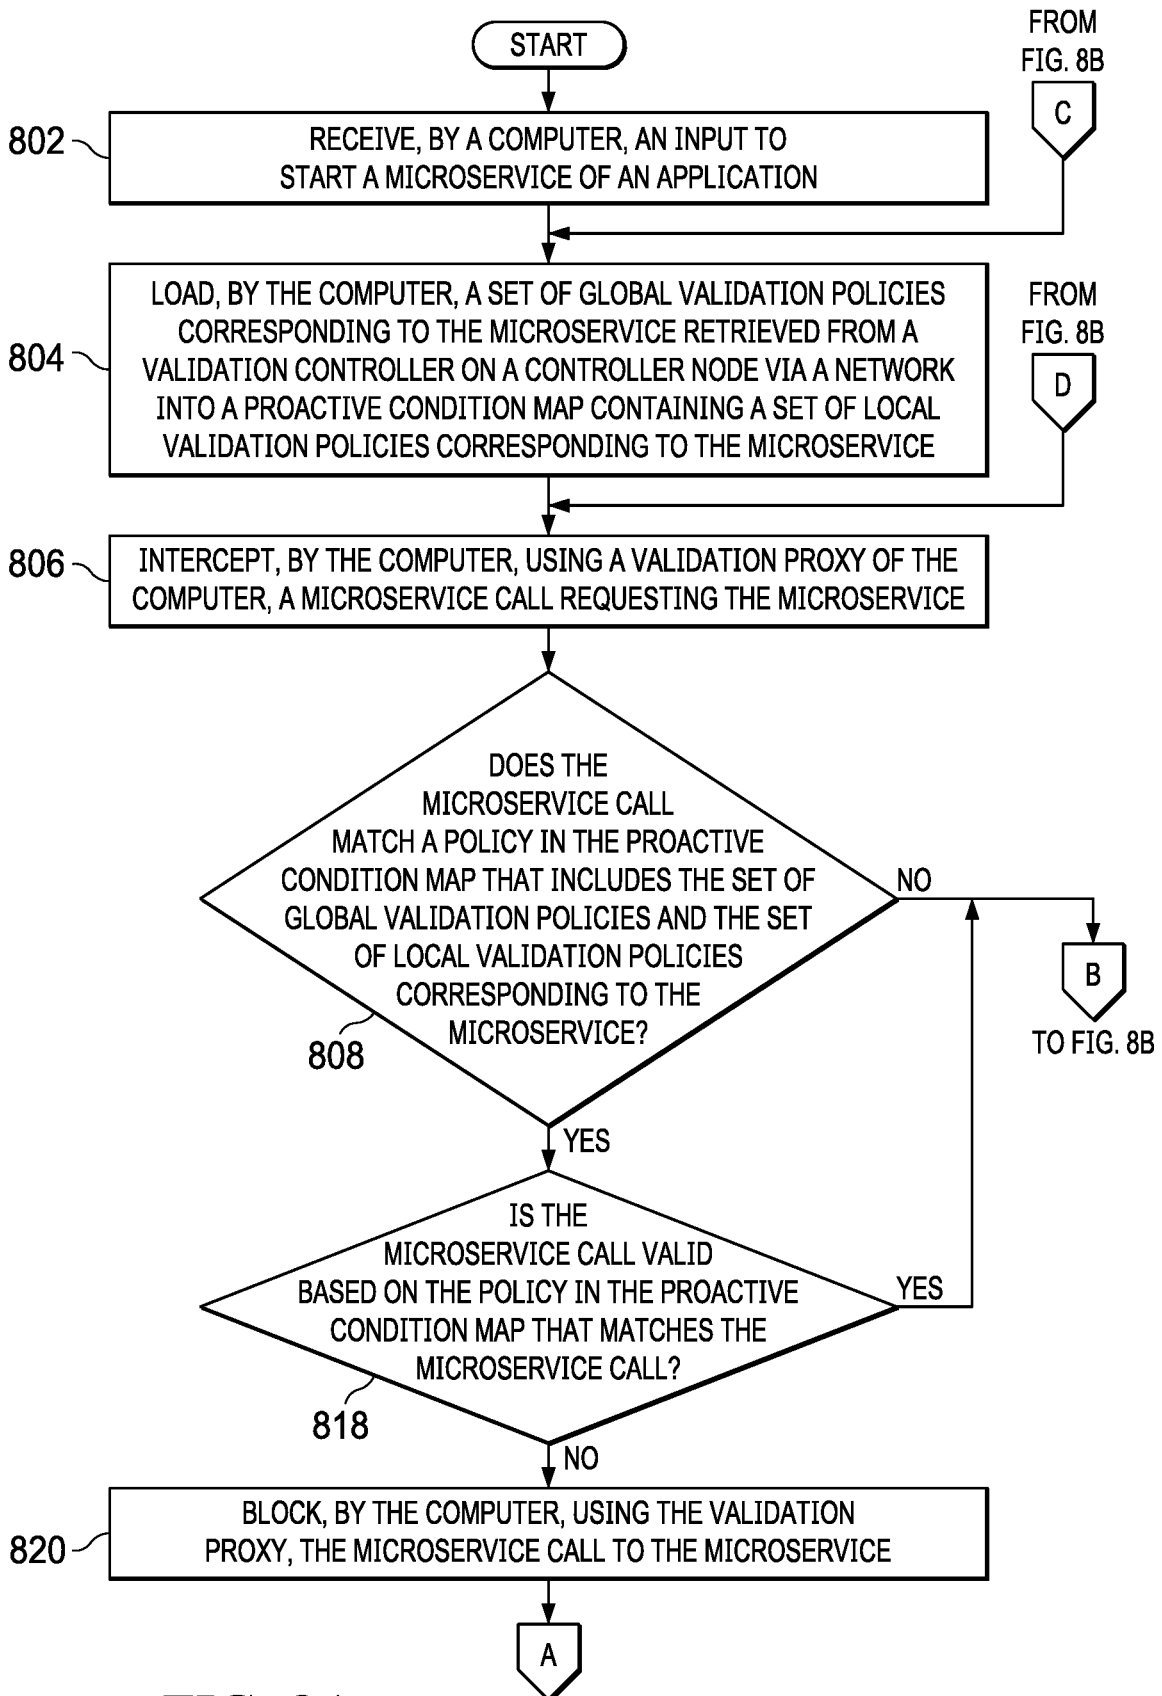 START
FROM
FIG. 8B
C
802
RECEIVE, BY A COMPUTER, AN INPUT TO
START A MICROSERVICE OF AN APPLICATION
804
LOAD, BY THE COMPUTER, A SET OF GLOBAL VALIDATION POLICIES
CORRESPONDING TO THE MICROSERVICE RETRIEVED FROM A
VALIDATION CONTROLLER ON A CONTROLLER NODE VIA A NETWORK
INTO A PROACTIVE CONDITION MAP CONTAINING A SET OF LOCAL
VALIDATION POLICIES CORRESPONDING TO THE MICROSERVICE
FROM
FIG. 8B
D
806
INTERCEPT, BY THE COMPUTER, USING A VALIDATION PROXY OF THE
COMPUTER, A MICROSERVICE CALL REQUESTING THE MICROSERVICE
DOES THE
MICROSERVICE CALL
MATCH A POLICY IN THE PROACTIVE
CONDITION MAP THAT INCLUDES THE SET OF
GLOBAL VALIDATION POLICIES AND THE SET
OF LOCAL VALIDATION POLICIES
CORRESPONDING TO THE
MICROSERVICE?
808
NO
B
TO FIG. 8B
YES
IS THE
MICROSERVICE CALL VALID
BASED ON THE POLICY IN THE PROACTIVE
CONDITION MAP THAT MATCHES THE
MICROSERVICE CALL?
818
YES
NO
820
BLOCK, BY THE COMPUTER, USING THE VALIDATION
PROXY, THE MICROSERVICE CALL TO THE MICROSERVICE
A